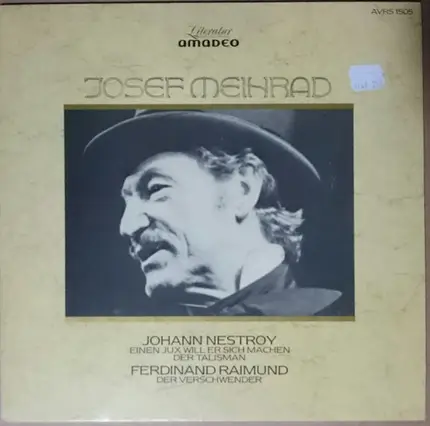 Literatur
amadeo
AVRS 1505
JOSEF MEINRAD
JOHANN NESTROY
EINEN JUX WILL ER SICH MACHEN
DER TALISMAN
FERDINAND RAIMUND
DER VERSCHWENDER